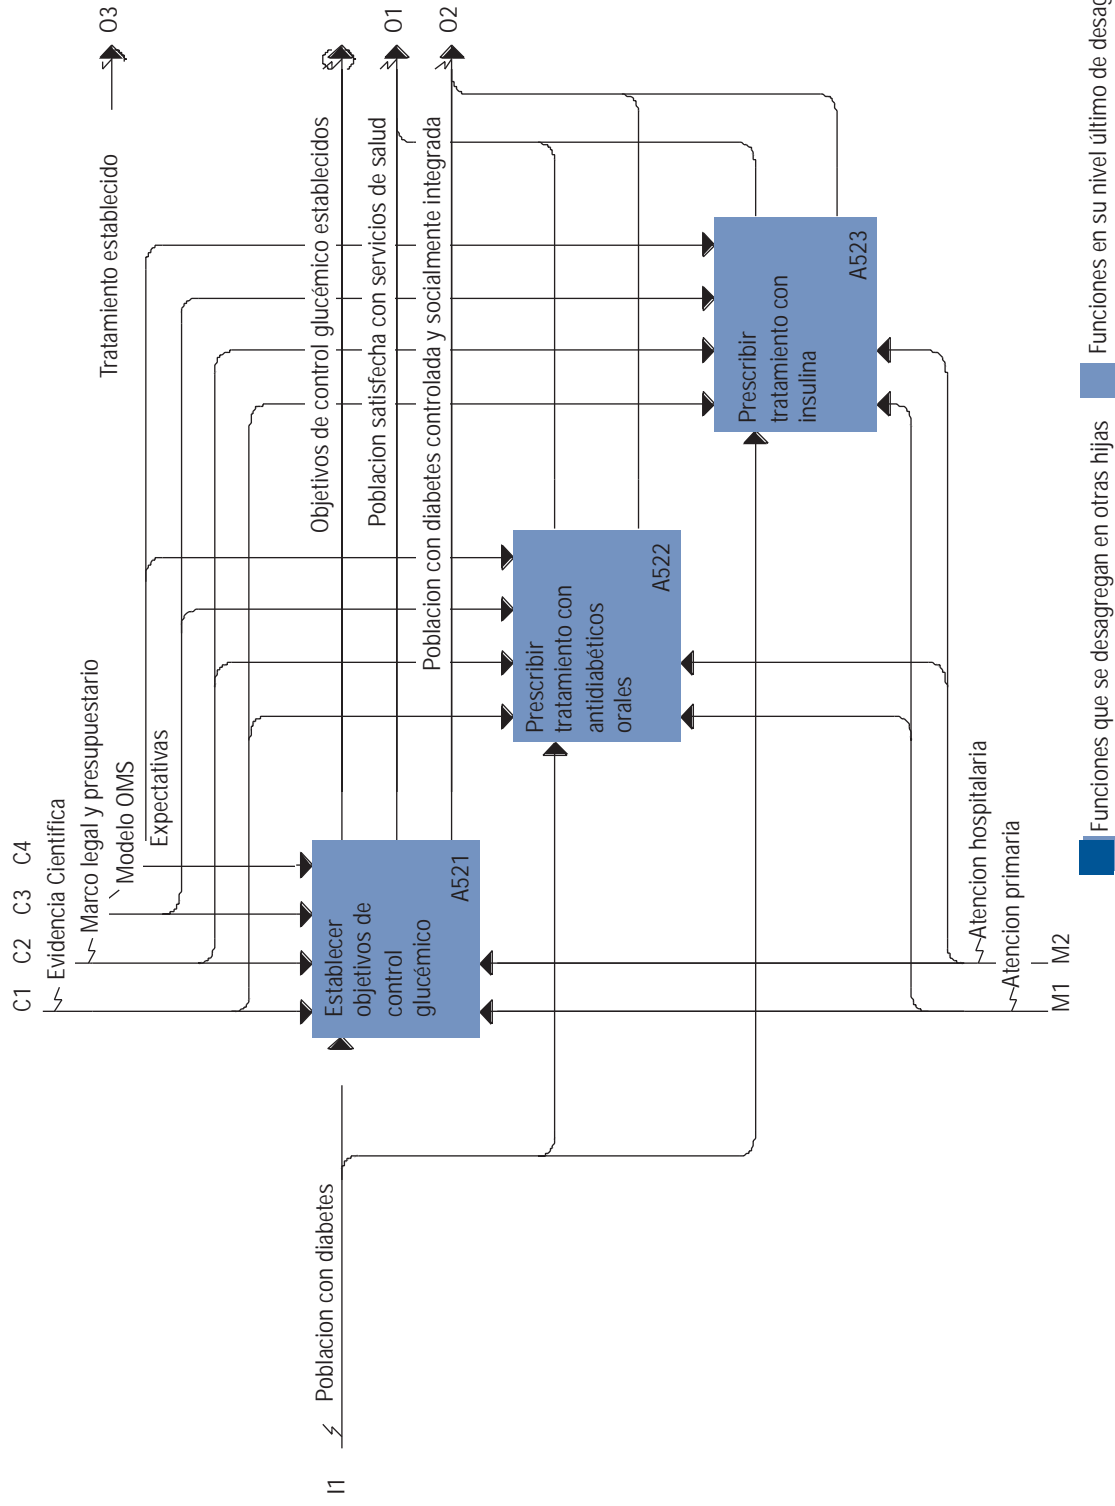 C1
C2
C3
C4
Evidencia Cientifica
Marco legal y presupuestario
Modelo OMS
Expectativas
Tratamiento establecido
O3
Objetivos de control glucémico establecidos
Poblacion satisfecha con servicios de salud
O1
Poblacion con diabetes controlada y socialmente integrada
O2
I1
Poblacion con diabetes
Establecer
objetivos de
control
glucémico
A521
Prescribir
tratamiento con
antidiabéticos
orales
A522
Prescribir
tratamiento con
insulina
A523
Atencion hospitalaria
Atencion primaria
M1
M2
Funciones que se desagregan en otras hijas
Funciones en su nivel último de desag